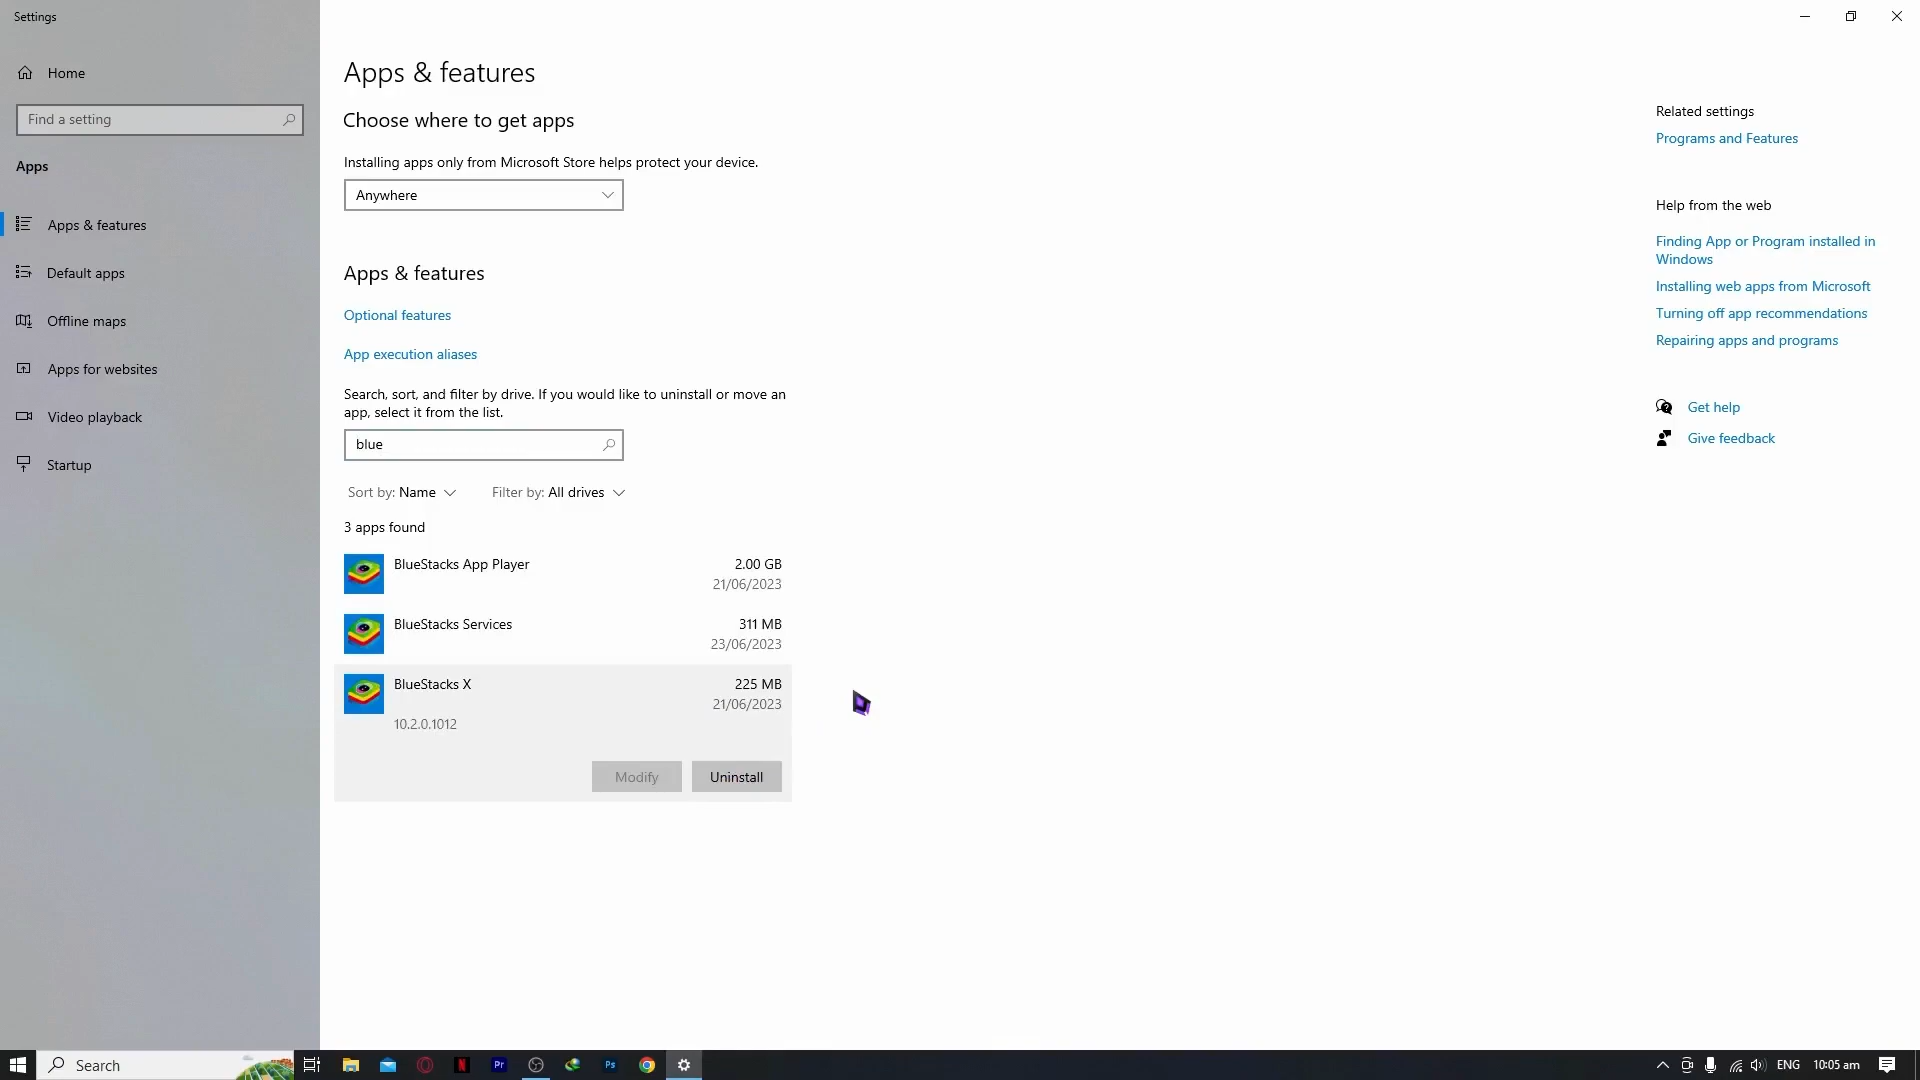 Settings
Home
Find a setting
Apps
Apps & features
Default apps
Offline maps
Apps for websites
Video playback
Startup
Apps & features
Choose where to get apps
Installing apps only from Microsoft Store helps protect your device.
Anywhere
Apps & features
Optional features
App execution aliases
Search, sort, and filter by drive. If you would like to uninstall or move an
app, select it from the list.
blue
Sort by: Name
Filter by: All drives
3 apps found
BlueStacks App Player
2.00 GB
21/06/2023
BlueStacks Services
311 MB
23/06/2023
BlueStacks X
225 MB
21/06/2023
10.2.0.1012
Modify
Uninstall
Related settings
Programs and Features
Help from the web
Finding App or Program installed in
Windows
Installing web apps from Microsoft
Turning off app recommendations
Repairing apps and programs
Get help
Give feedback
Search
N
Pr
Ps
ENG
10:05 am